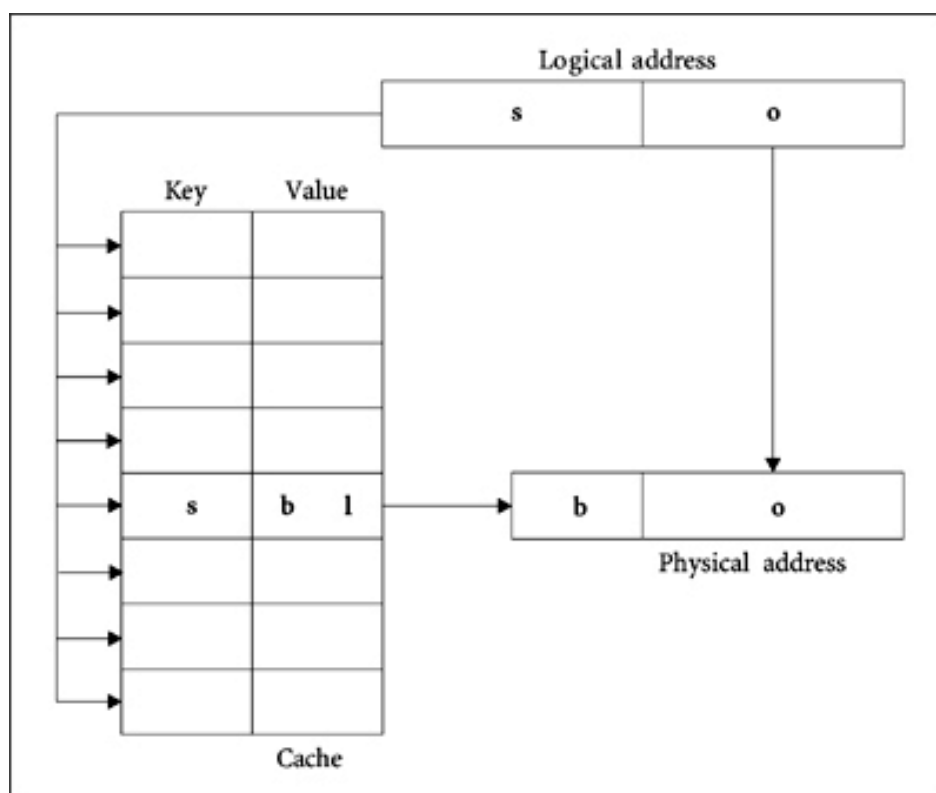 Logical address
s o
Key Value
s b l b o
Physical address
Cache